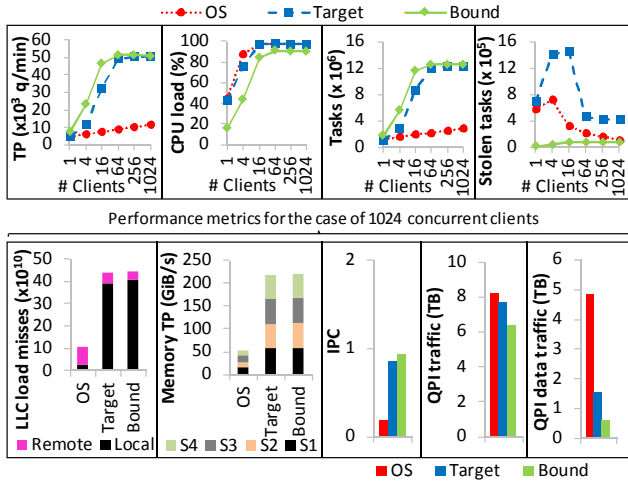 OS Target Bound
TP (x10³ q/min)
60
50
40
30
20
10
0
1 4 16 64 256 1024
# Clients
CPU load (%)
100
80
60
40
20
0
1 4 16 64 256 1024
# Clients
Tasks (x 10⁶)
16
12
8
4
0
1 4 16 64 256 1024
# Clients
Stolen tasks (x 10⁵)
16
12
8
4
0
1 4 16 64 256 1024
# Clients
Performance metrics for the case of 1024 concurrent clients
LLC load misses (x10¹⁰)
50
40
30
20
10
0
OS Target Bound
Remote Local
Memory TP (GiB/s)
250
200
150
100
50
0
OS Target Bound
S4 S3 S2 S1
IPC
2
1
0
QPI traffic (TB)
10
8
6
4
2
0
QPI data traffic (TB)
6
5
4
3
2
1
0
OS Target Bound